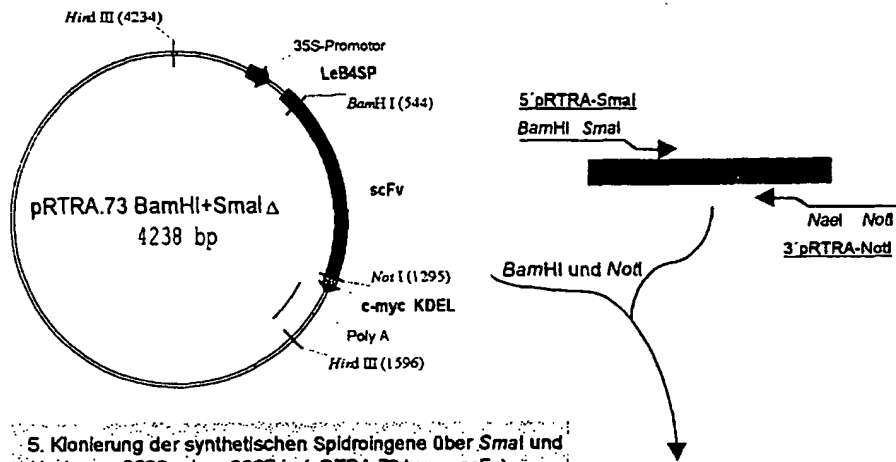 Hind III (4234)
35S-Promotor
LeB4SP
BamH I (544)
scFv
pRTRA.73 BamHI+SmaI Δ
4238 bp
Not I (1295)
c-myc KDEL
Poly A
Hind III (1596)
5´pRTRA-SmaI
BamHI SmaI
NaeI NotI
3´pRTRA-NotI
BamHI und NotI
5. Klonierung der synthetischen Spidroingene über SmaI und